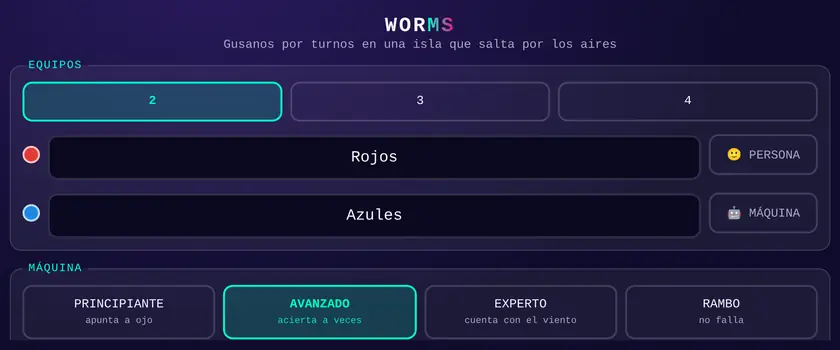 WORMS
Gusanos por turnos en una isla que salta por los aires
EQUIPOS
2
3
4
Rojos
PERSONA
Azules
MÁQUINA
MÁQUINA
PRINCIPIANTE
apunta a ojo
AVANZADO
acierta a veces
EXPERTO
cuenta con el viento
RAMBO
no falla